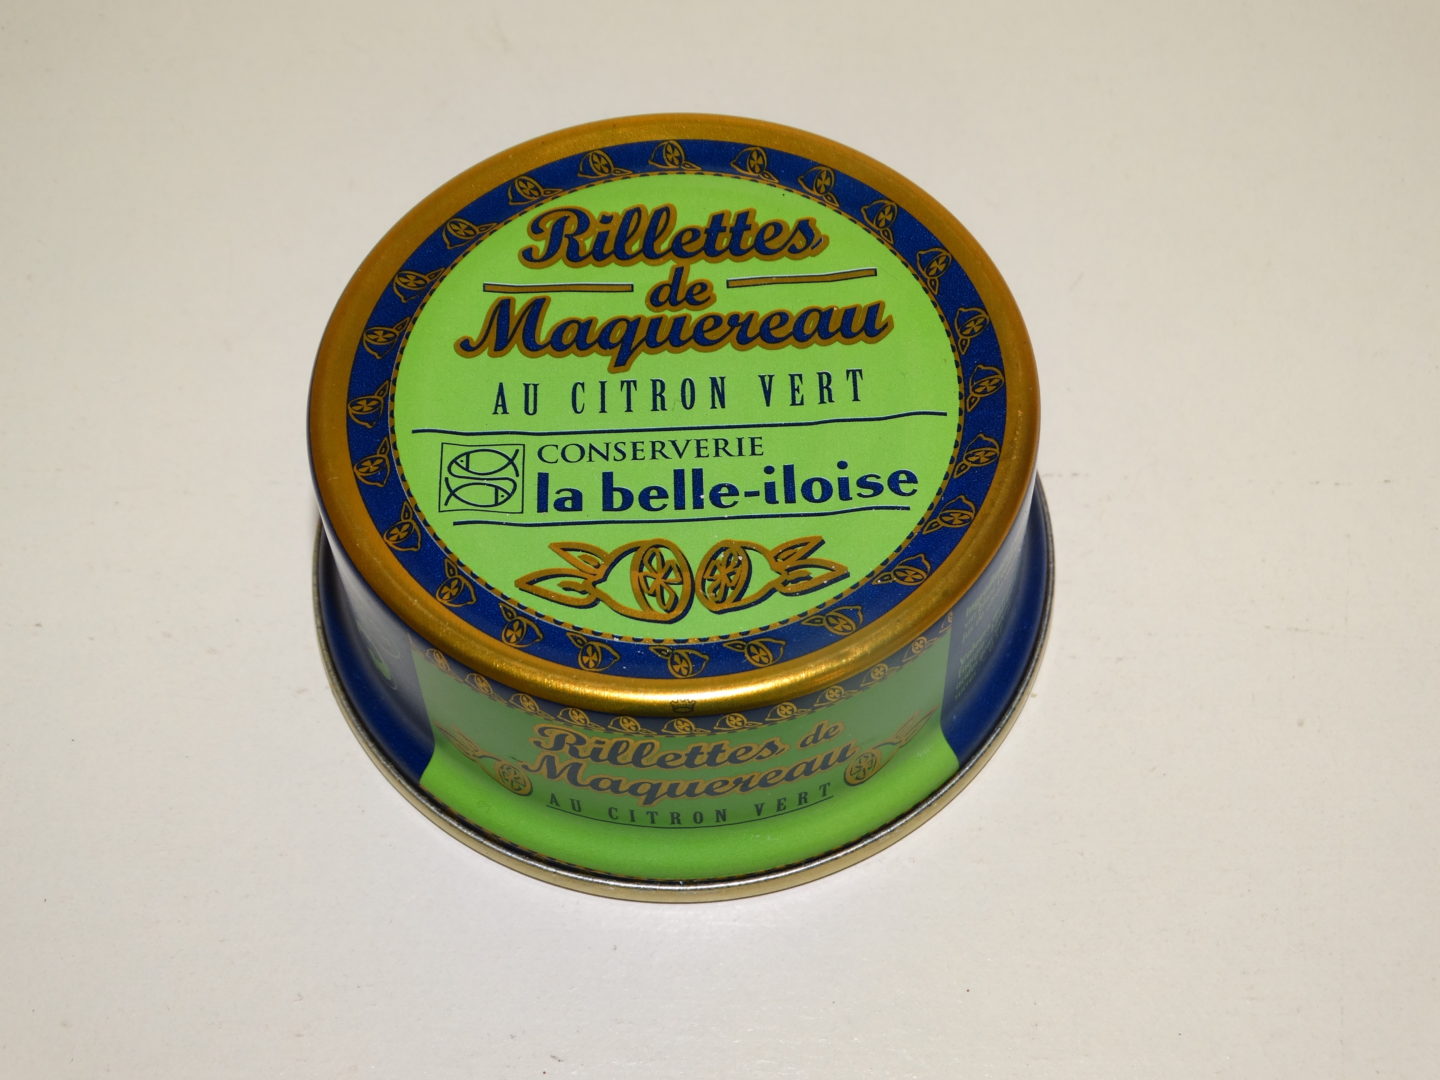 Rillettes
de
Maquereau
AU CITRON VERT
CONSERVERIE
la belle-iloise
Rillettes de
Maquereau
AU CITRON VERT